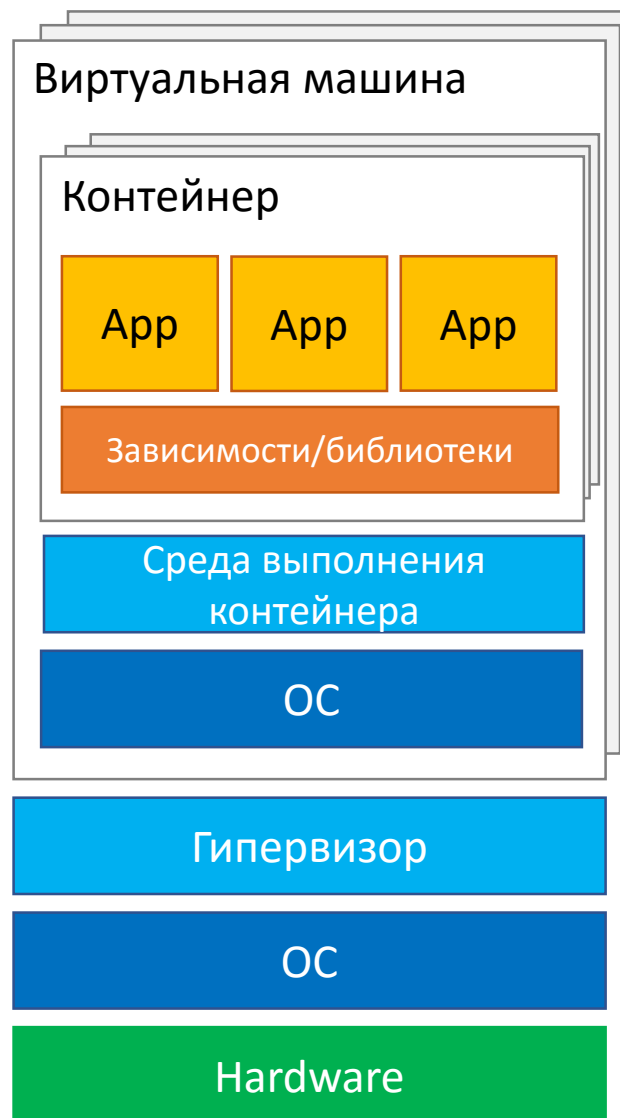 Виртуальная машина
Контейнер
App App App
Зависимости/библиотеки
Среда выполнения
контейнера
ОС
Гипервизор
ОС
Hardware